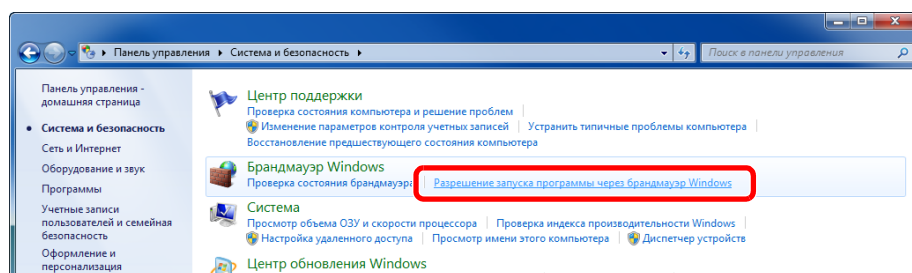 Панель управления ▸ Система и безопасность ▸
Поиск в панели управления
Панель управления -
домашняя страница
Система и безопасность
Сеть и Интернет
Оборудование и звук
Программы
Учетные записи
пользователей и семейная
безопасность
Оформление и
персонализация
Центр поддержки
Проверка состояния компьютера и решение проблем
Изменение параметров контроля учетных записей
Устранить типичные проблемы компьютера
Восстановление предшествующего состояния компьютера
Брандмауэр Windows
Проверка состояния брандмауэра
Разрешение запуска программы через брандмауэр Windows
Система
Просмотр объема ОЗУ и скорости процессора
Проверка индекса производительности Windows
Настройка удаленного доступа
Просмотр имени этого компьютера
Диспетчер устройств
Центр обновления Windows